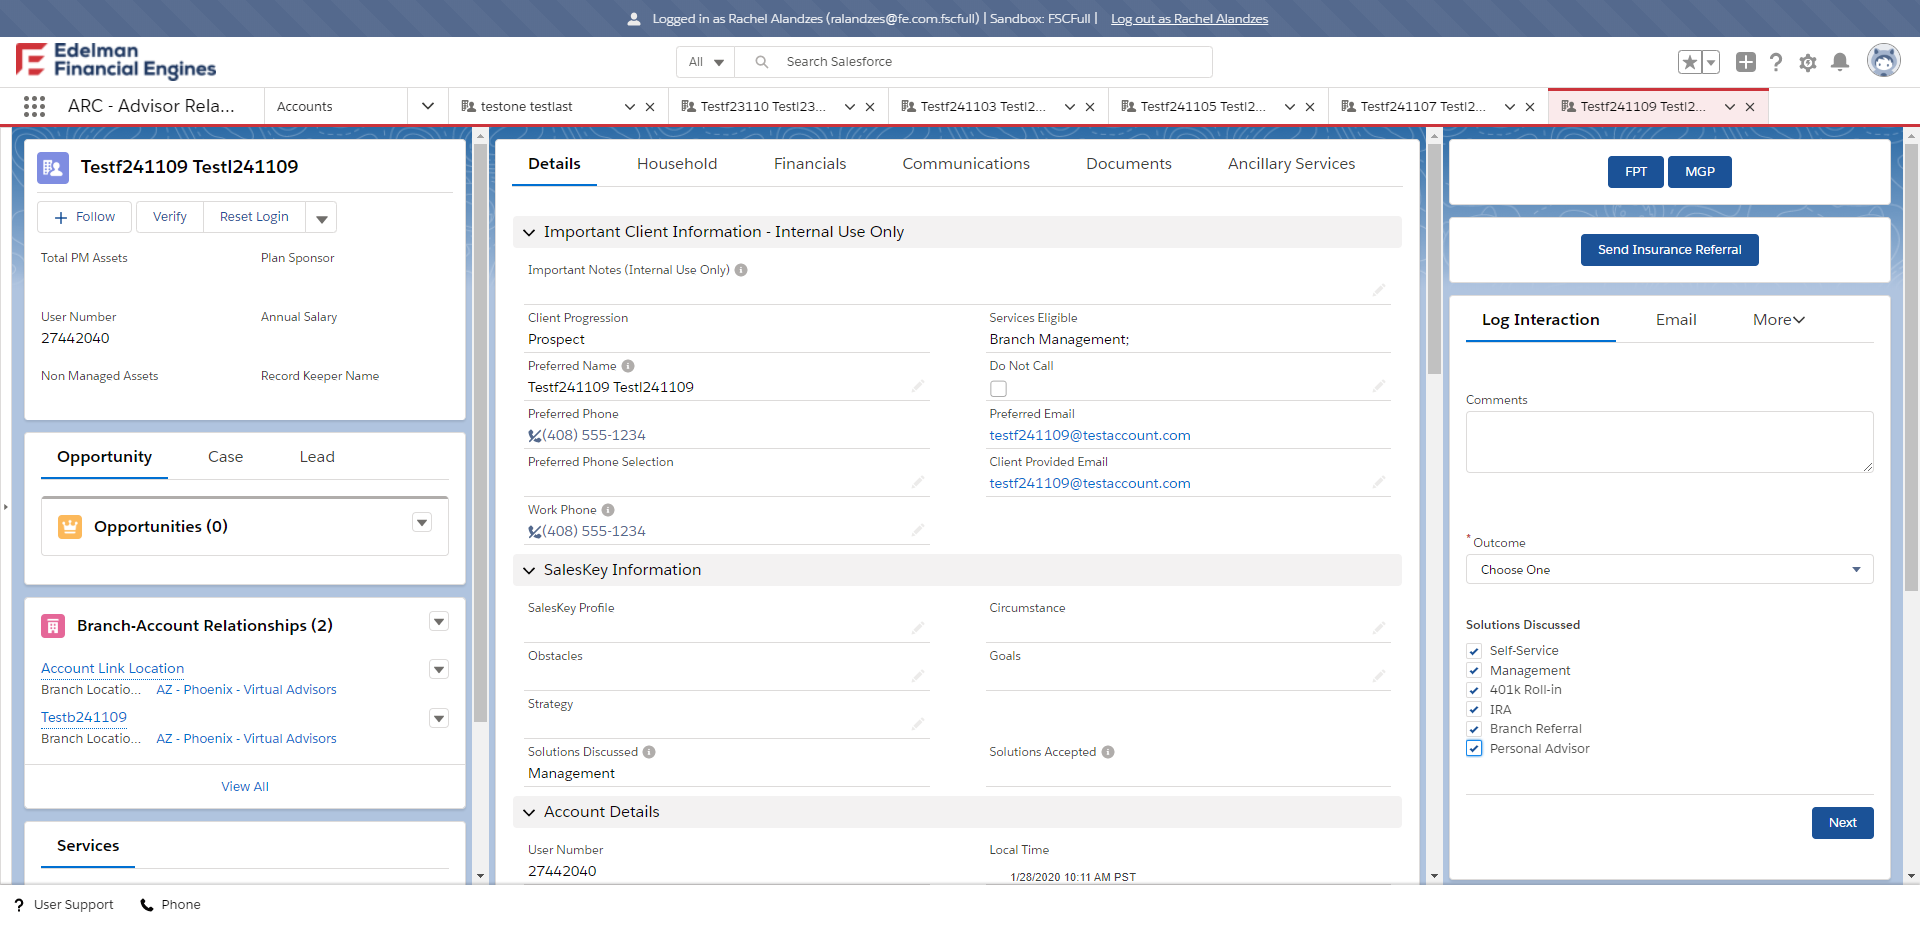 Logged in as Rachel Alandzes (ralandzes@fe.com.fscfull) | Sandbox: FSCFull | Log out as Rachel Alandzes
Edelman
Financial Engines
All
Search Salesforce
ARC - Advisor Rela...
Accounts
testone testlast
Testf23110 Testl23...
Testf241103 Testl2...
Testf241105 Testl2...
Testf241107 Testl2...
Testf241109 Testl2...
Testf241109 Testl241109
Follow
Verify
Reset Login
Total PM Assets
Plan Sponsor
User Number
27442040
Annual Salary
Non Managed Assets
Record Keeper Name
Opportunity
Case
Lead
Opportunities (0)
Branch-Account Relationships (2)
Account Link Location
Branch Locatio... AZ - Phoenix - Virtual Advisors
Testb241109
Branch Locatio... AZ - Phoenix - Virtual Advisors
View All
Services
Details
Household
Financials
Communications
Documents
Ancillary Services
Important Client Information - Internal Use Only
Important Notes (Internal Use Only)
Client Progression
Prospect
Services Eligible
Branch Management;
Preferred Name
Testf241109 Testl241109
Do Not Call
Preferred Phone
(408) 555-1234
Preferred Email
testf241109@testaccount.com
Preferred Phone Selection
Client Provided Email
testf241109@testaccount.com
Work Phone
(408) 555-1234
SalesKey Information
SalesKey Profile
Circumstance
Obstacles
Goals
Strategy
Solutions Discussed
Management
Solutions Accepted
Account Details
User Number
27442040
Local Time
1/28/2020 10:11 AM PST
FPT
MGP
Send Insurance Referral
Log Interaction
Email
More
Comments
* Outcome
Choose One
Solutions Discussed
Self-Service
Management
401k Roll-in
IRA
Branch Referral
Personal Advisor
Next
? User Support
Phone